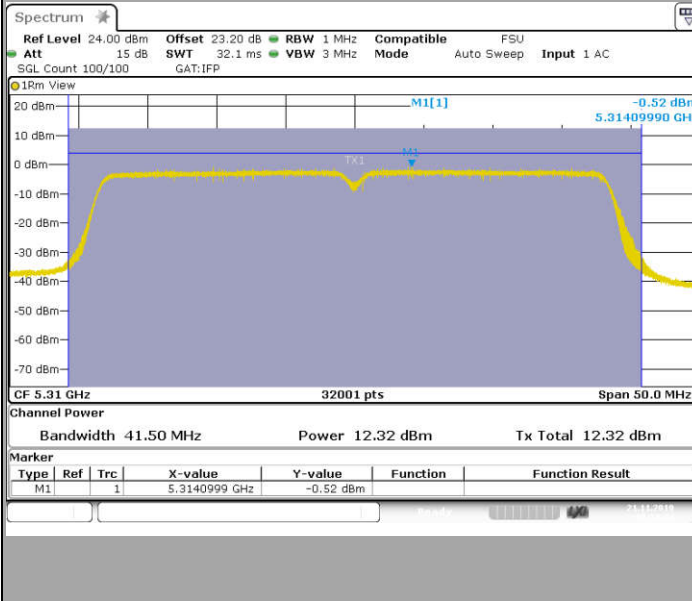 Spectrum
Ref Level 24.00 dBm Offset 23.20 dB RBW 1 MHz Compatible FSU
Att 15 dB SWT 32.1 ms VBW 3 MHz Mode Auto Sweep Input 1 AC
SGL Count 100/100 GAT:IFP
1Rm View
M1[1] -0.52 dBm
5.31409990 GH
20 dBm
10 dBm
M1
TX1
0 dBm
-10 dBm
-20 dBm
-30 dBm
-40 dBm
-50 dBm
-60 dBm
-70 dBm
CF 5.31 GHz 32001 pts Span 50.0 MHz
Channel Power
Bandwidth 41.50 MHz Power 12.32 dBm Tx Total 12.32 dBm
Marker
Type Ref Trc X-value Y-value Function Function Result
M1 1 5.3140999 GHz -0.52 dBm
Ready